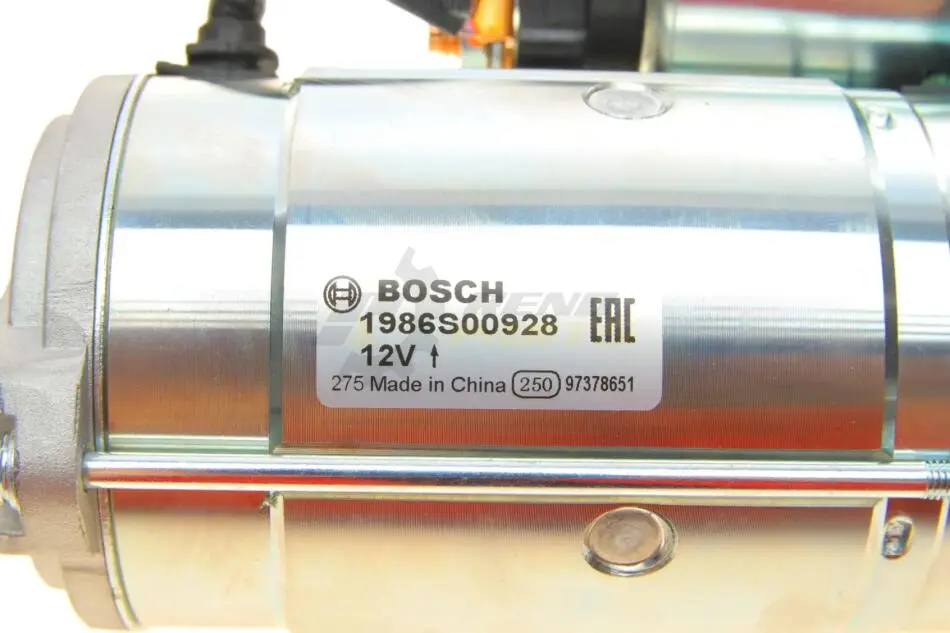 BOSCH
1986S00928
EAC
12V ↑
275 Made in China 250 97378651